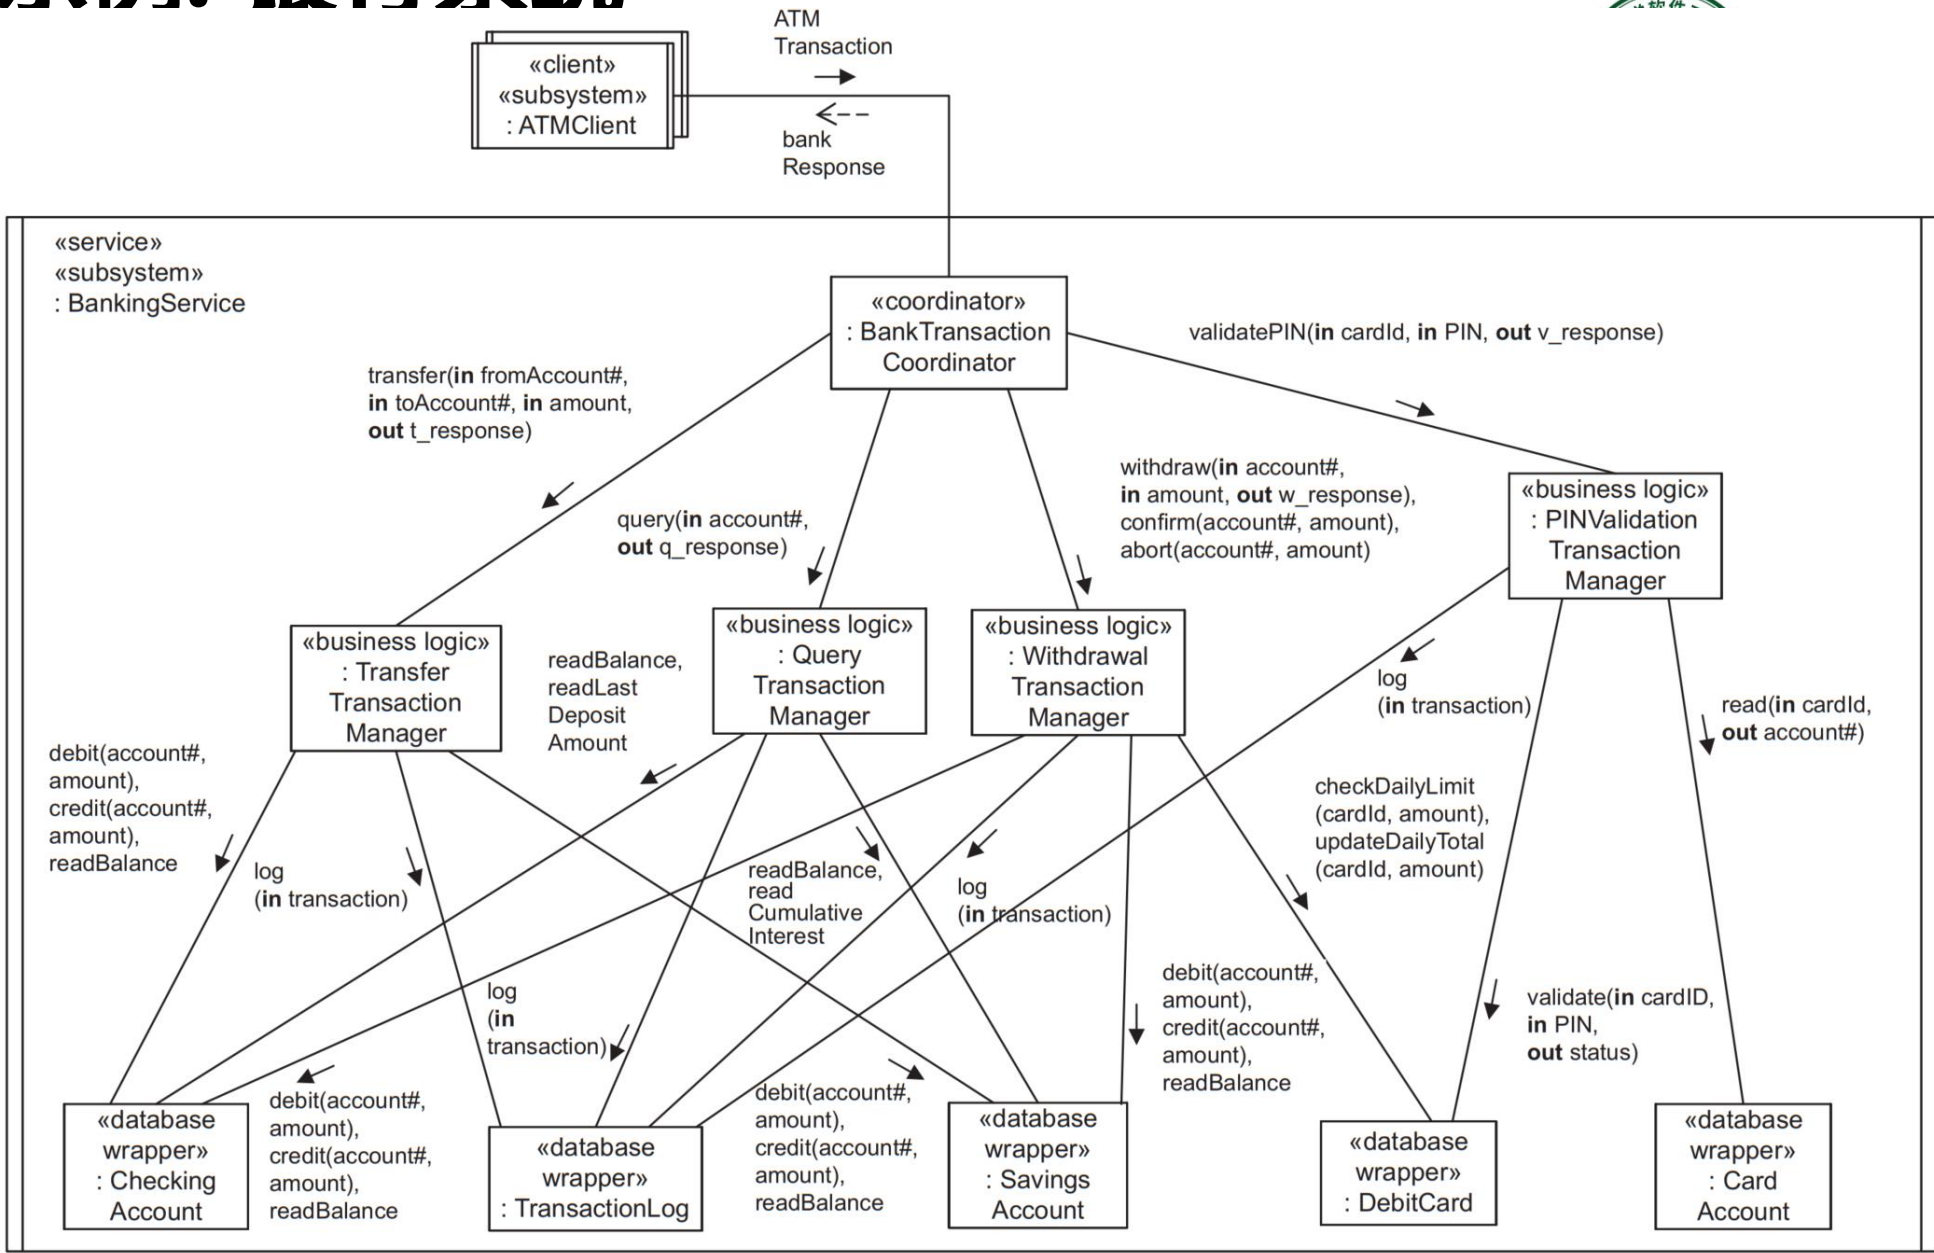 ATM
Transaction
«client»
«subsystem»
: ATMClient
bank
Response
«service»
«subsystem»
: BankingService
«coordinator»
: BankTransaction
Coordinator
validatePIN(in cardId, in PIN, out v_response)
transfer(in fromAccount#,
in toAccount#, in amount,
out t_response)
query(in account#,
out q_response)
withdraw(in account#,
in amount, out w_response),
confirm(account#, amount),
abort(account#, amount)
«business logic»
: PINValidation
Transaction
Manager
«business logic»
: Transfer
Transaction
Manager
readBalance,
readLast
Deposit
Amount
«business logic»
: Query
Transaction
Manager
«business logic»
: Withdrawal
Transaction
Manager
log
(in transaction)
read(in cardId,
out account#)
debit(account#,
amount),
credit(account#,
amount),
readBalance
log
(in transaction)
readBalance,
read
Cumulative
Interest
log
(in transaction)
checkDailyLimit
(cardId, amount),
updateDailyTotal
(cardId, amount)
log
(in
transaction)
debit(account#,
amount),
credit(account#,
amount),
readBalance
validate(in cardID,
in PIN,
out status)
«database
wrapper»
: Checking
Account
debit(account#,
amount),
credit(account#,
amount),
readBalance
«database
wrapper»
: TransactionLog
debit(account#,
amount),
credit(account#,
amount),
readBalance
«database
wrapper»
: Savings
Account
«database
wrapper»
: DebitCard
«database
wrapper»
: Card
Account